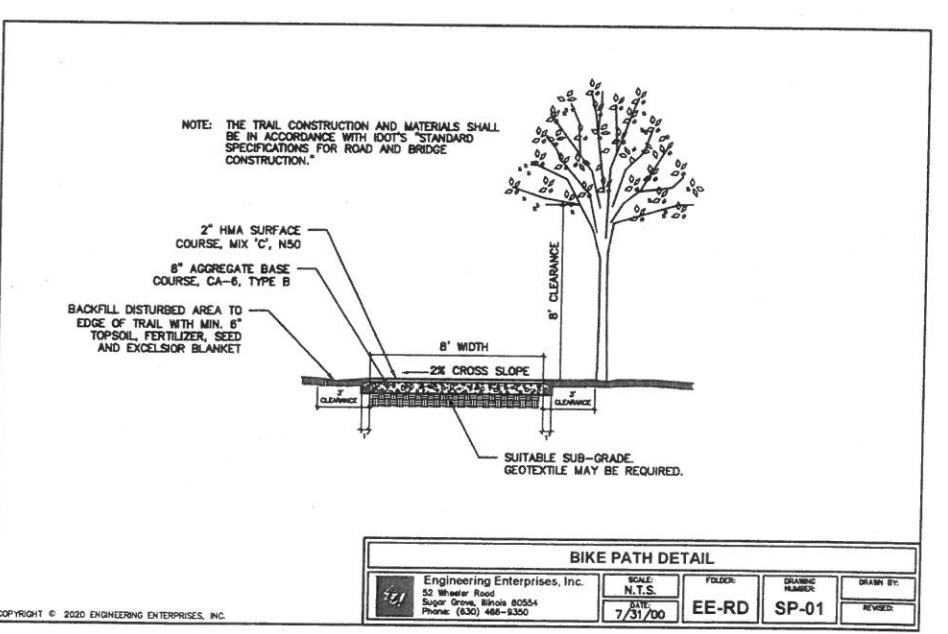 NOTE: THE TRAIL CONSTRUCTION AND MATERIALS SHALL
BE IN ACCORDANCE WITH IDOT'S "STANDARD
SPECIFICATIONS FOR ROAD AND BRIDGE
CONSTRUCTION."
2" HMA SURFACE
COURSE, MIX 'C', N50
8" AGGREGATE BASE
COURSE, CA-6, TYPE B
BACKFILL DISTURBED AREA TO
EDGE OF TRAIL WITH MIN. 6"
TOPSOIL, FERTILIZER, SEED
AND EXCELSIOR BLANKET
8' CLEARANCE
8' WIDTH
2% CROSS SLOPE
3'
CLEARANCE
3'
CLEARANCE
1'
1'
SUITABLE SUB-GRADE.
GEOTEXTILE MAY BE REQUIRED.
BIKE PATH DETAIL
Engineering Enterprises, Inc.
52 Wheeler Road
Sugar Grove, Illinois 60554
Phone: (630) 466-9350
SCALE:
N.T.S.
DATE:
7/31/00
FOLDER:
EE-RD
DRAWING
NUMBER:
SP-01
DRAWN BY:
REVISED:
COPYRIGHT © 2020 ENGINEERING ENTERPRISES, INC.